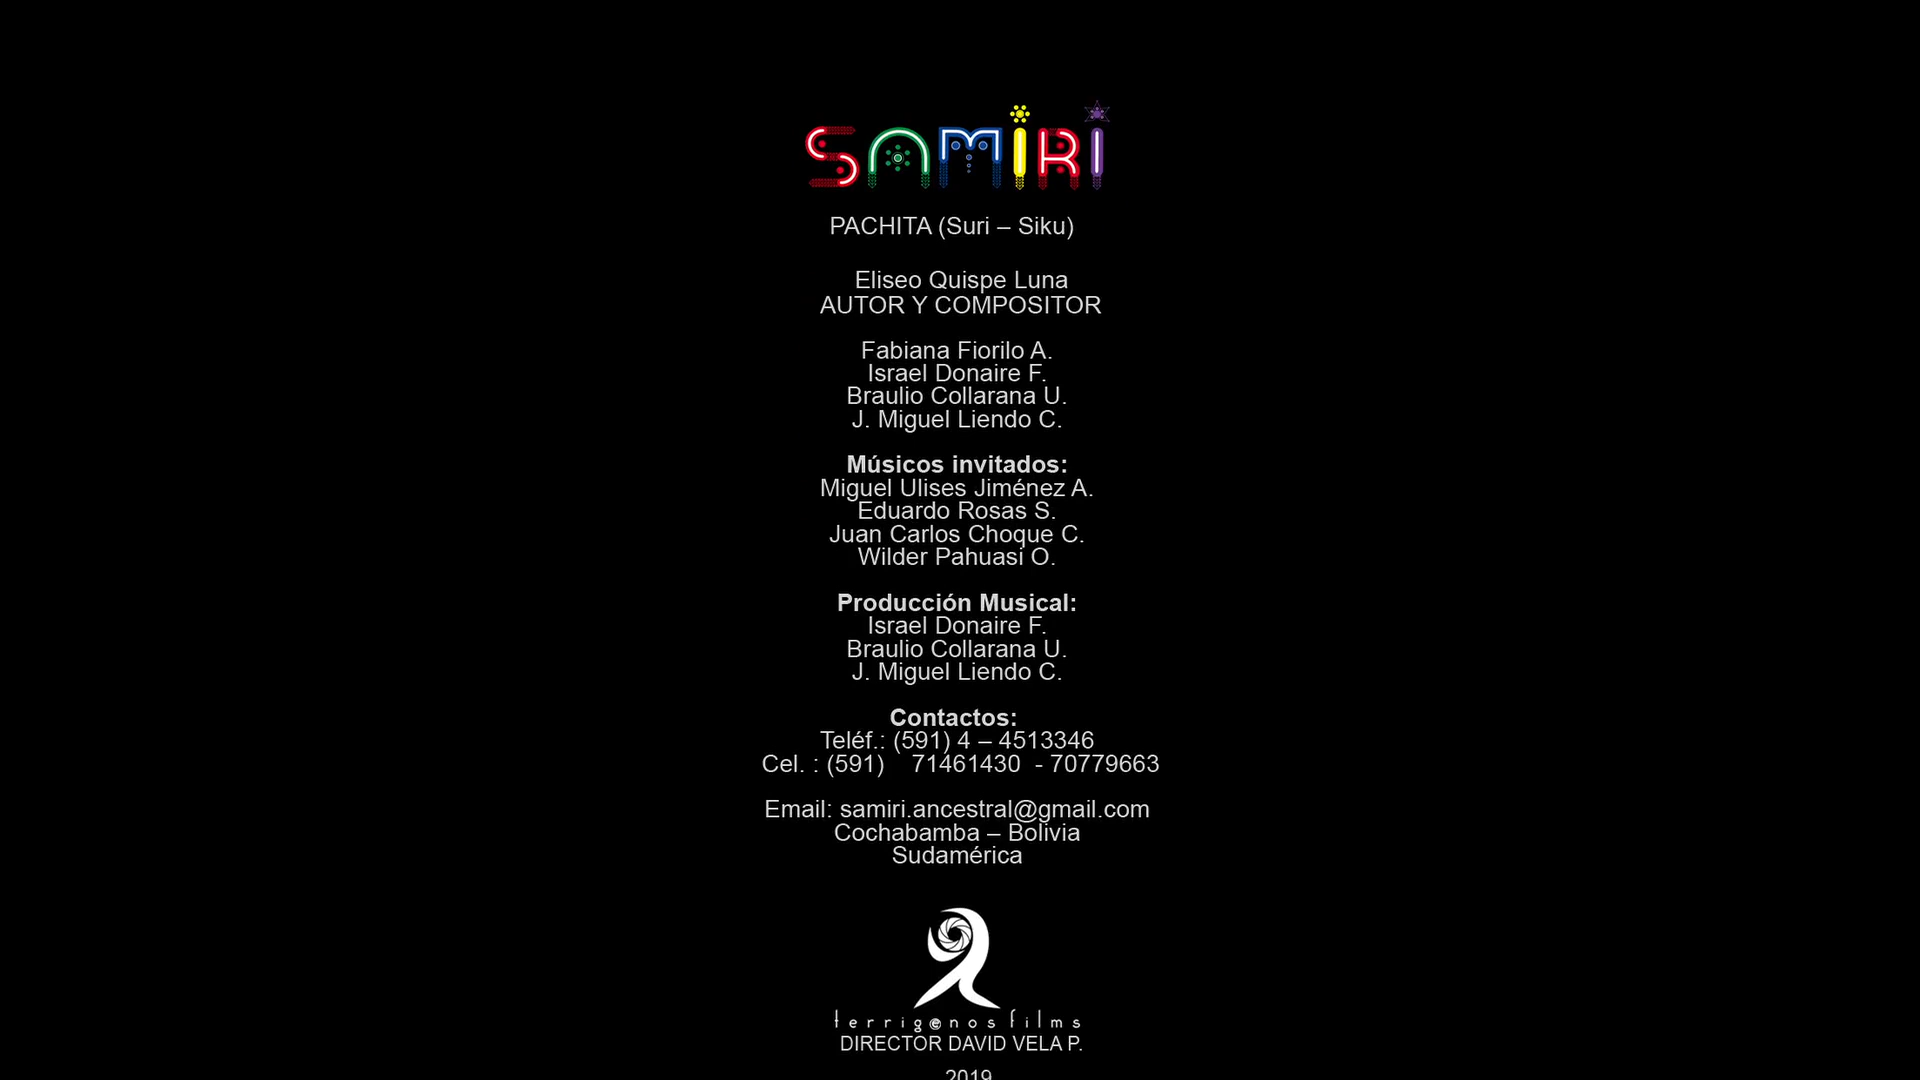 SAMIRI
PACHITA (Suri – Siku)
Eliseo Quispe Luna
AUTOR Y COMPOSITOR
Fabiana Fiorilo A.
Israel Donaire F.
Braulio Collarana U.
J. Miguel Liendo C.
Músicos invitados:
Miguel Ulises Jiménez A.
Eduardo Rosas S.
Juan Carlos Choque C.
Wilder Pahuasi O.
Producción Musical:
Israel Donaire F.
Braulio Collarana U.
J. Miguel Liendo C.
Contactos:
Teléf.: (591) 4 – 4513346
Cel. : (591)    71461430  - 70779663
Email: samiri.ancestral@gmail.com
Cochabamba – Bolivia
Sudamérica
terrigenos films
DIRECTOR DAVID VELA P.
2019